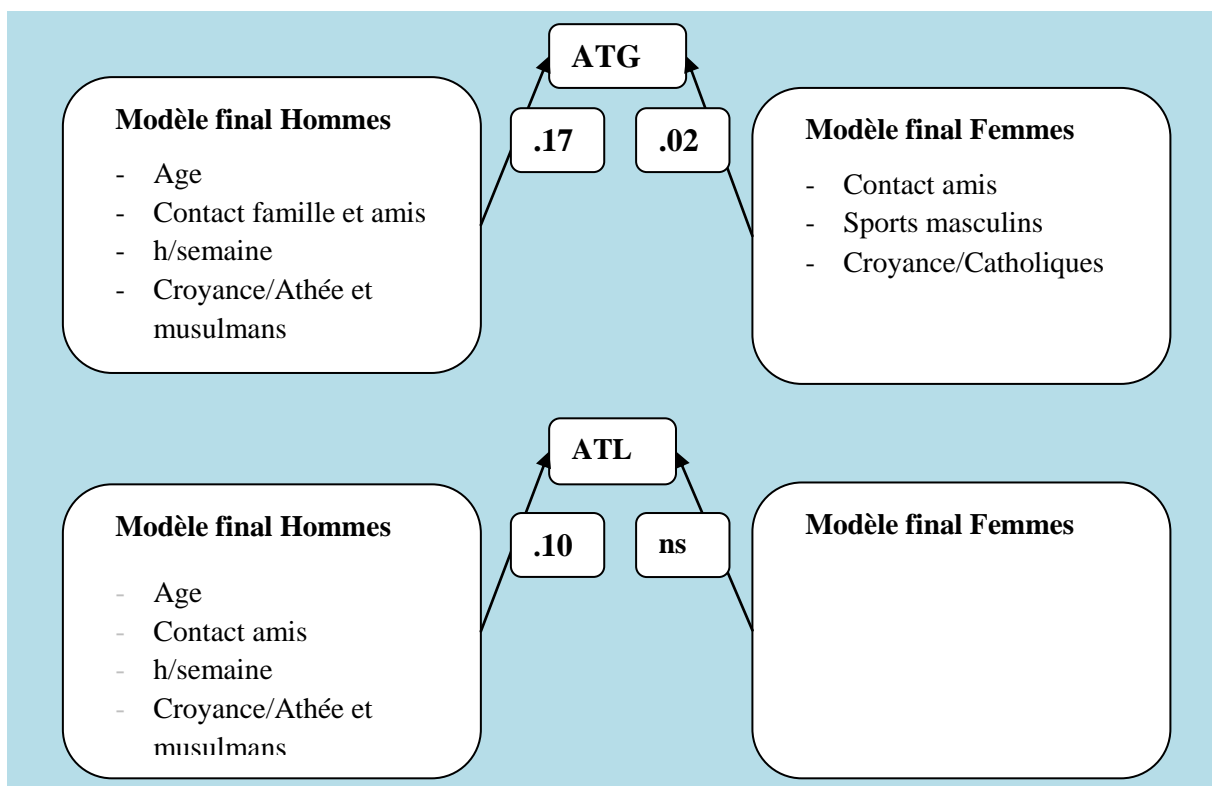 ATG
Modèle final Hommes
- Age
- Contact famille et amis
- h/semaine
- Croyance/Athée et
musulmans
.17
.02
Modèle final Femmes
- Contact amis
- Sports masculins
- Croyance/Catholiques
ATL
Modèle final Hommes
- Age
- Contact amis
- h/semaine
- Croyance/Athée et
musulmans
.10
ns
Modèle final Femmes